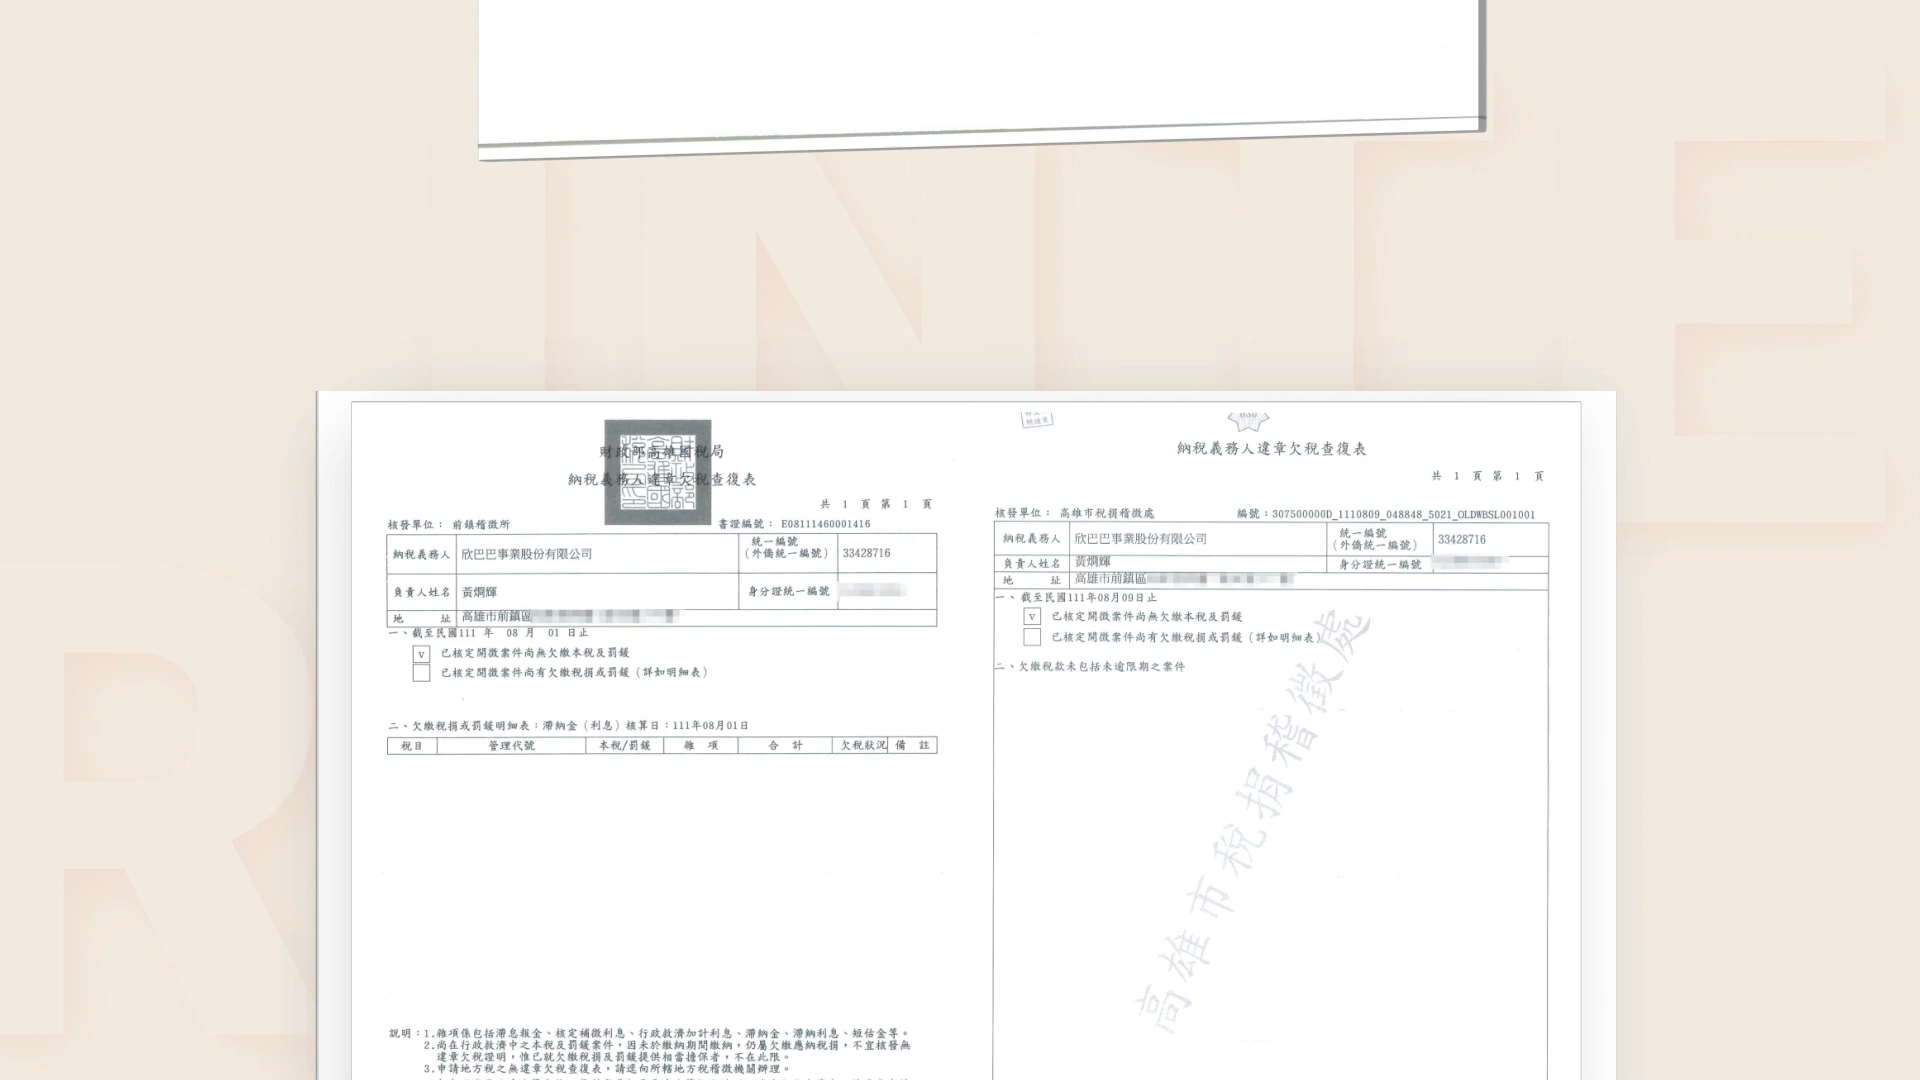 財政部高雄國稅局
納稅義務人違章欠稅查復表
共 1 頁 第 1 頁
核發單位: 前鎮稽徵所
書證編號: E08111460001416
納稅義務人 欣巴巴事業股份有限公司 統一編號 (外僑統一編號) 33428716
負責人姓名 黃烱輝 身分證統一編號
地 址 高雄市前鎮區
一、截至民國111 年 08 月 01 日止
v 已核定開徵案件尚無欠繳本稅及罰鍰
已核定開徵案件尚有欠繳稅捐或罰鍰(詳如明細表)
二、欠繳稅捐或罰鍰明細表:滯納金(利息)核算日:111年08月01日
稅目 管理代號 本稅/罰鍰 雜 項 合 計 欠稅狀況 備 註
說明:1.雜項係包括滯怠報金、核定補徵利息、行政救濟加計利息、滯納金、滯納利息、短估金等。
2.尚在行政救濟中之本稅及罰鍰案件,因未於繳納期間繳納,仍屬欠繳應納稅捐,不宜核發無
違章欠稅證明,惟已就欠繳稅捐及罰鍰提供相當擔保者,不在此限。
3.申請地方稅之無違章欠稅查復表,請逕向所轄地方稅稽徵機關辦理。
納稅義務人違章欠稅查復表
共 1 頁 第 1 頁
核發單位: 高雄市稅捐稽徵處
編號:307500000D_1110809_048848_5021_OLDWBSL001001
納稅義務人 欣巴巴事業股份有限公司 統一編號 (外僑統一編號) 33428716
負責人姓名 黃烱輝 身分證統一編號
地 址 高雄市前鎮區
一、截至民國111年08月09日止
v 已核定開徵案件尚無欠繳本稅及罰鍰
已核定開徵案件尚有欠繳稅捐或罰鍰(詳如明細表)
二、欠繳稅款未包括未逾限期之案件
高雄市稅捐稽徵處